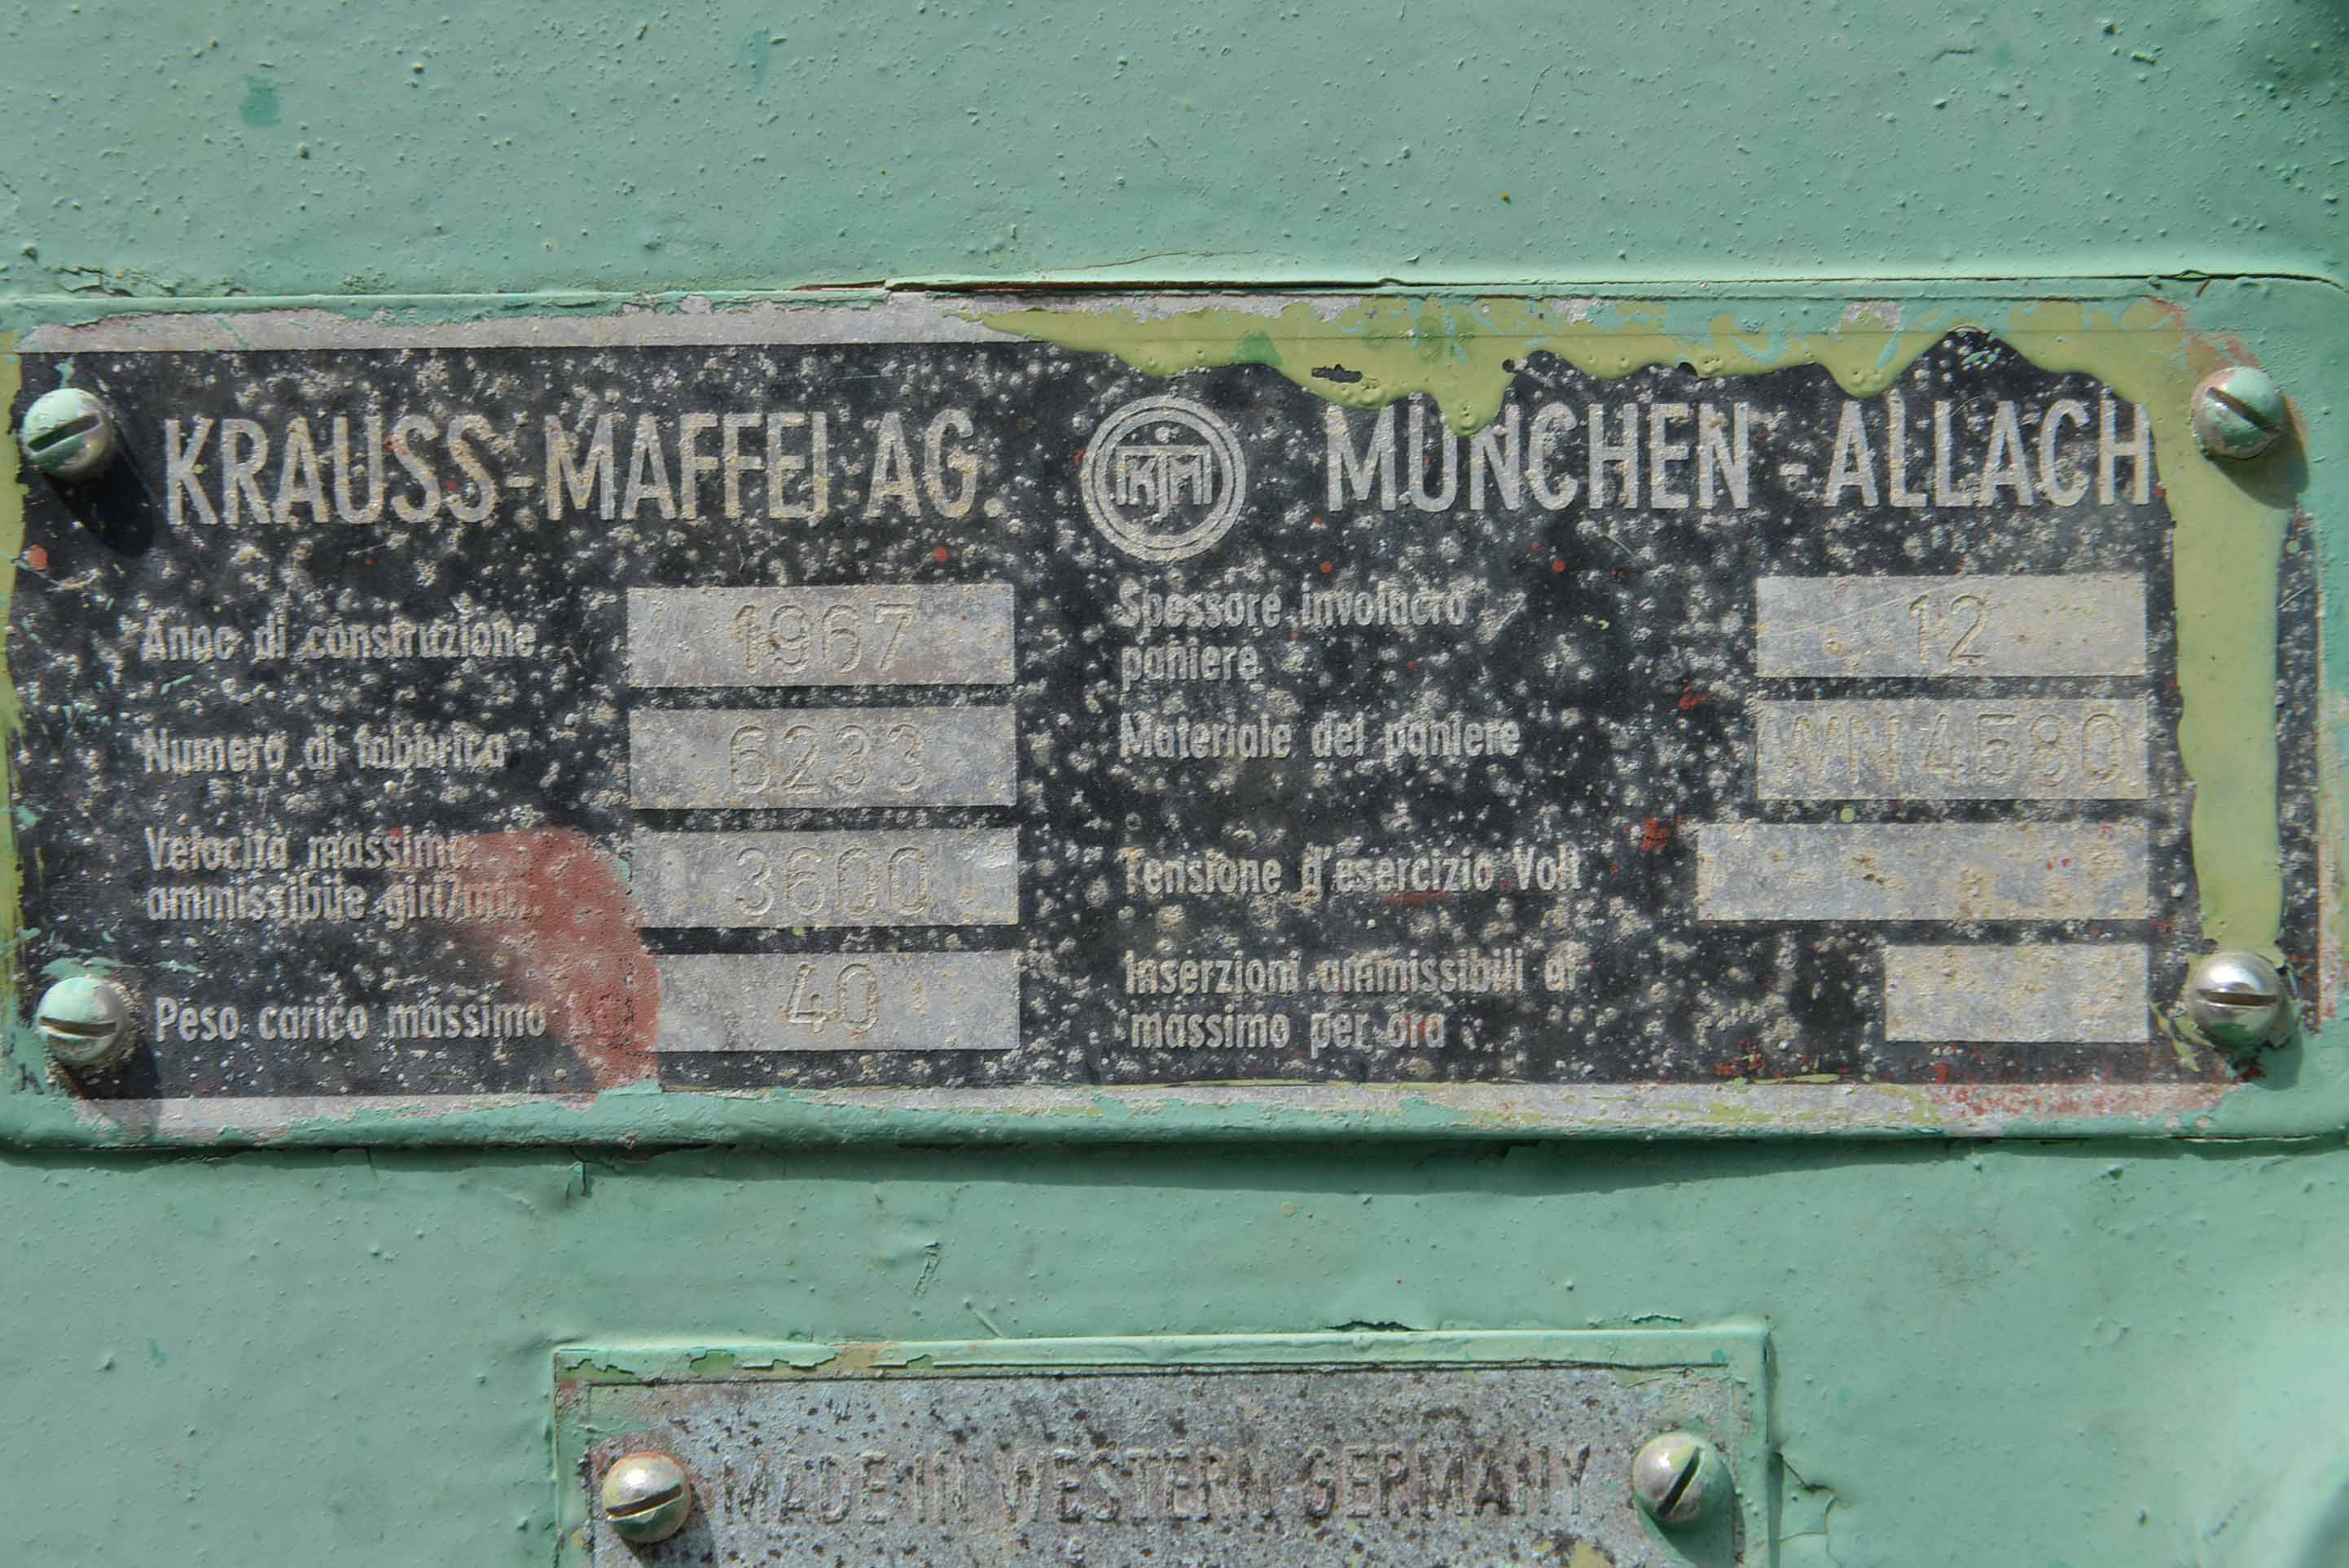 KRAUSS-MAFFEI AG.
KM
MÜNCHEN-ALLACH
Anno di construzione 1967
Numero di fabbrica 6233
Velocità massima
ammissibile giri/min. 3600
Peso carico massimo 40
Spessore involucro
paniere 12
Materiale del paniere WN 4580
Tensione d'esercizio Volt
Inserzioni ammissibili di
massimo per ora
MADE IN WESTERN GERMANY